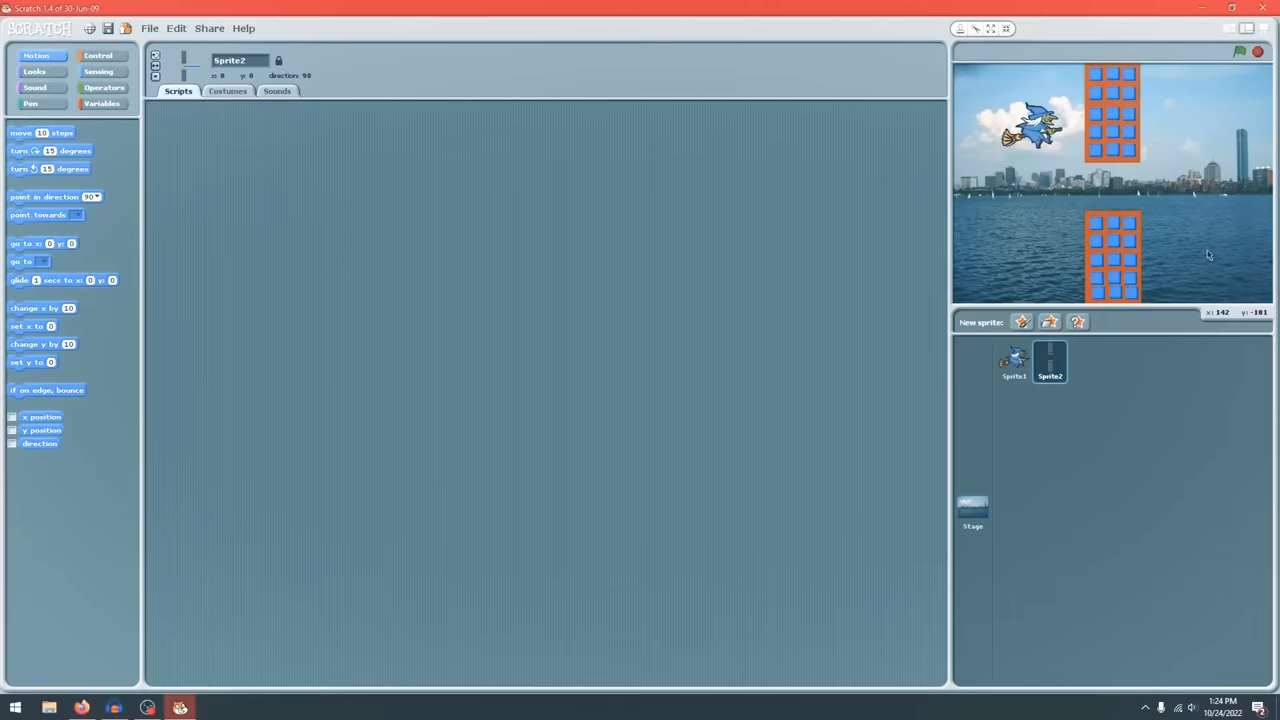 Scratch 1.4 of 30-Jun-09
SCRATCH
File Edit Share Help
Motion Control
Looks Sensing
Sound Operators
Pen Variables
Sprite2
x: 0 y: 0 direction: 90
Scripts Costumes Sounds
move 10 steps
turn 15 degrees
turn 15 degrees
point in direction 90
point towards
go to x: 0 y: 0
go to
glide 1 secs to x: 0 y: 0
change x by 10
set x to 0
change y by 10
set y to 0
if on edge, bounce
x position
y position
direction
x: 142 y: -101
New sprite:
Sprite1 Sprite2
Stage
1:24 PM
10/24/2022
2